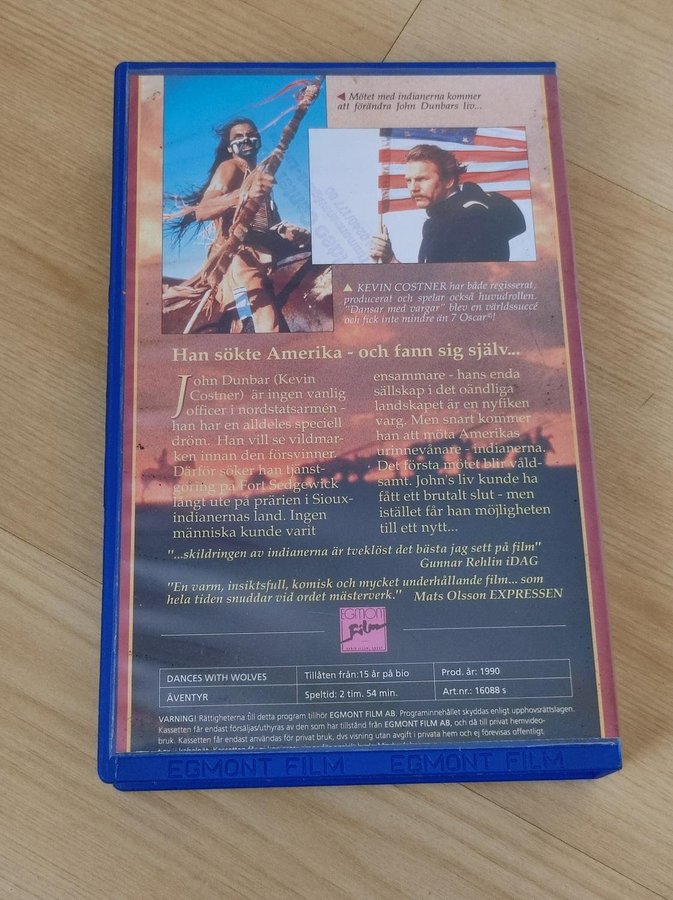 ◀ Mötet med indianerna kommer
att förändra John Dunbars liv...
▲ KEVIN COSTNER har både regisserat,
producerat och spelar också huvudrollen.
"Dansar med vargar" blev en världssuccé
och fick inte mindre än 7 Oscar®!
Han sökte Amerika - och fann sig själv...
John Dunbar (Kevin
Costner) är ingen vanlig
officer i nordstatsarmén -
han har en alldeles speciell
dröm. Han vill se vildmar-
ken innan den försvinner.
Därför söker han tjänst-
göring på Fort Sedgewick
långt ute på prärien i Sioux-
indianernas land. Ingen
människa kunde varit
ensammare - hans enda
sällskap i det oändliga
landskapet är en nyfiken
varg. Men snart kommer
han att möta Amerikas
urinnevånare - indianerna.
Det första mötet blir våld-
samt. John's liv kunde ha
fått ett brutalt slut - men
istället får han möjligheten
till ett nytt...
"...skildringen av indianerna är tveklöst det bästa jag sett på film"
Gunnar Rehlin iDAG
"En varm, insiktsfull, komisk och mycket underhållande film... som
hela tiden snuddar vid ordet mästerverk." Mats Olsson EXPRESSEN
EGMONT
Film
DANCES WITH WOLVES
Tillåten från:15 år på bio
Prod. år: 1990
ÄVENTYR
Speltid: 2 tim. 54 min.
Art.nr.: 16088 s
VARNING! Rättigheterna till detta program tillhör EGMONT FILM AB. Programinnehållet skyddas enligt upphovsrättslagen.
Kassetten får endast försäljas/uthyras av den som har tillstånd från EGMONT FILM AB, och då till privat hemvideo-
bruk. Kassetten får endast användas för privat bruk, dvs visning utan avgift i privata hem och ej förevisas offentligt,
EGMONT FILM EGMONT FILM